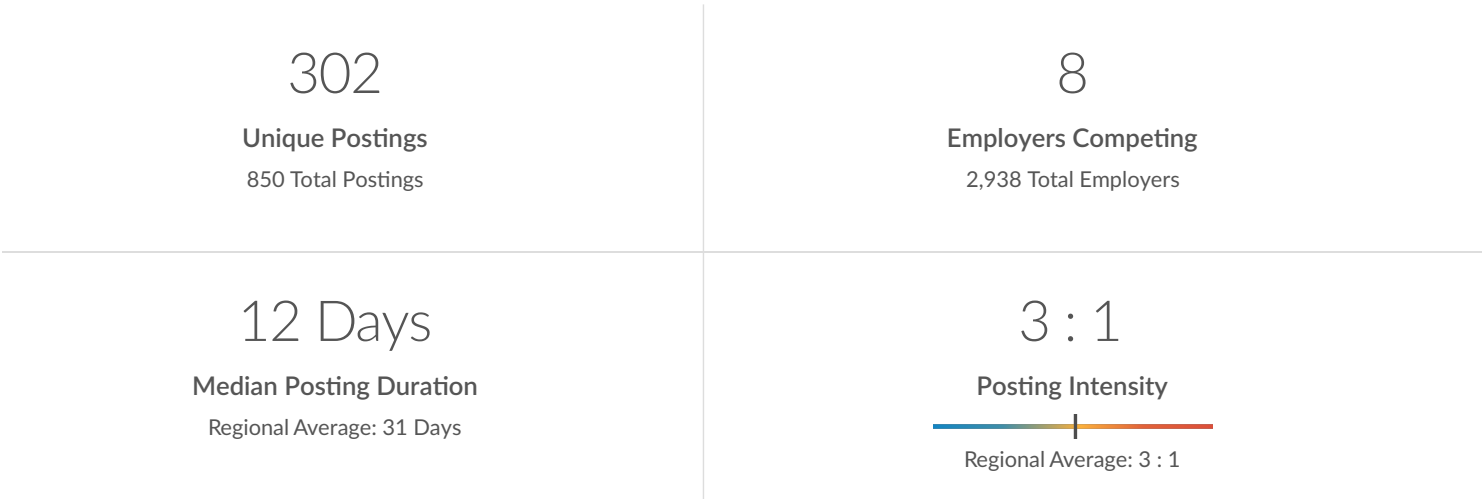 302
Unique Postings
850 Total Postings
8
Employers Competing
2,938 Total Employers
12 Days
Median Posting Duration
Regional Average: 31 Days
3 : 1
Posting Intensity
Regional Average: 3 : 1